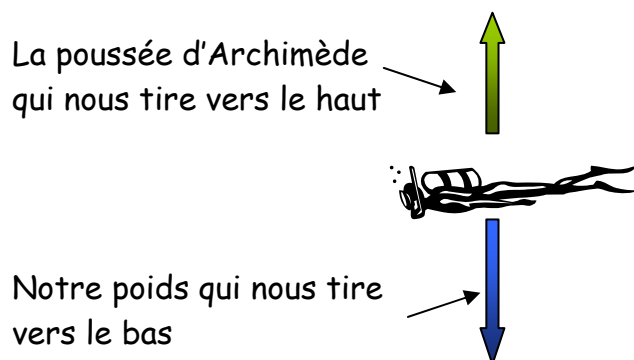 La poussée d'Archimède
qui nous tire vers le haut
Notre poids qui nous tire
vers le bas